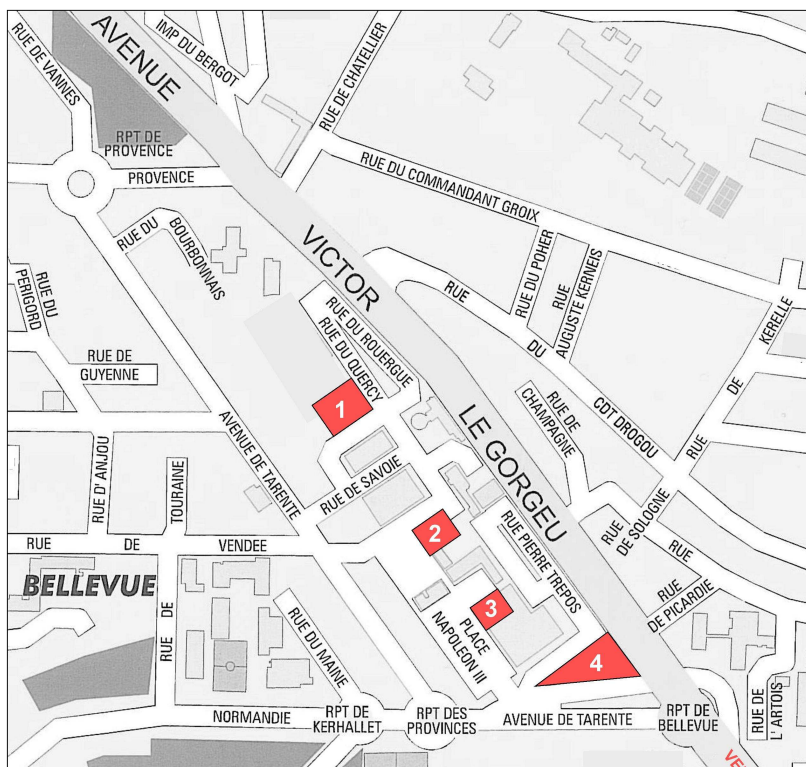 AVENUE
RUE DE VANNES
IMP DU BERGOT
RUE DE CHATELLIER
RPT DE
PROVENCE
PROVENCE
RUE DU COMMANDANT GROIX
RUE DU
BOURBONNAIS
VICTOR
RUE DU POHER
RUE
AUGUSTE KERNEIS
RUE
DU
CDT DROGOU
RUE DU
PERIGORD
RUE DE
GUYENNE
RUE DU ROUERGUE
RUE DU QUERCY
KERELLE
DE
RUE
1
LE GORGEU
RUE DE
CHAMPAGNE
AVENUE DE TARENTE
RUE D'ANJOU
TOURAINE
RUE DE SAVOIE
RUE
DE SOLOGNE
RUE
2
RUE
DE
VENDEE
RUE PIERRE TREPOS
BELLEVUE
RUE
DE PICARDIE
3
PLACE
NAPOLEON III
RUE DE
RUE DU MAINE
4
NORMANDIE
RPT DE
KERHALLET
RPT DES
PROVINCES
AVENUE DE TARENTE
RPT DE
BELLEVUE
RUE DE
L'ARTOIS